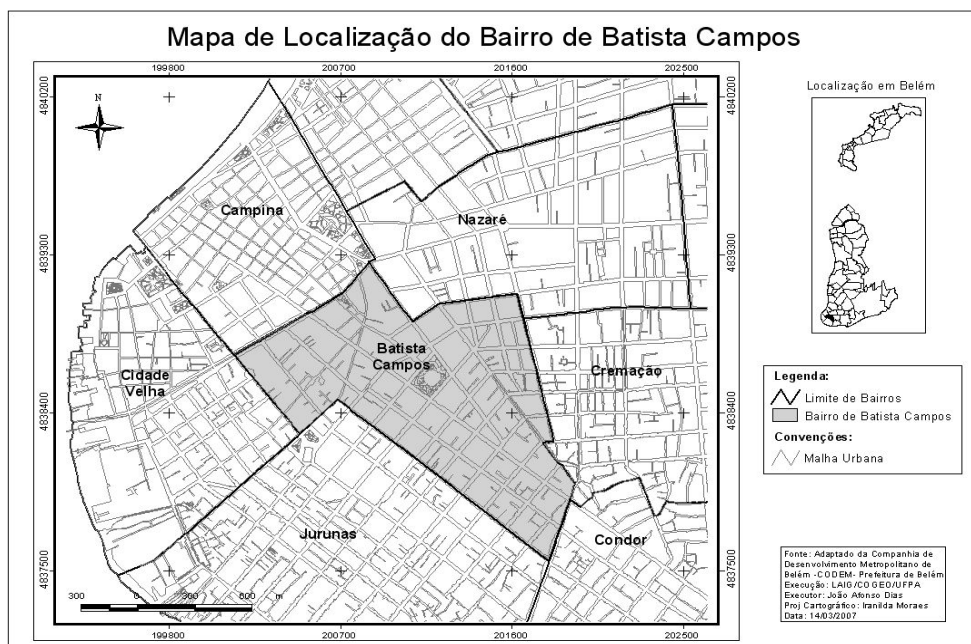 Mapa de Localização do Bairro de Batista Campos
199800 200700 201600 202500
4840200
4839300
4838400
4837500
N
Campina
Nazaré
Batista
Campos
Cidade
Velha
Cremação
Jurunas
Condor
300 0 300 600 m
199800 200700 201600 202500
4840200
4839300
4838400
4837500
Localização em Belém
Legenda:
Limite de Bairros
Bairro de Batista Campos
Convenções:
Malha Urbana
Fonte: Adaptado da Companhia de
Desenvolvimento Metropolitano de
Belém -CODEM- Prefeitura de Belém
Execução: LAIG/COGEO/UFPA
Executor: João Afonso Dias
Proj Cartográfico: Iranilda Moraes
Data: 14/03/2007